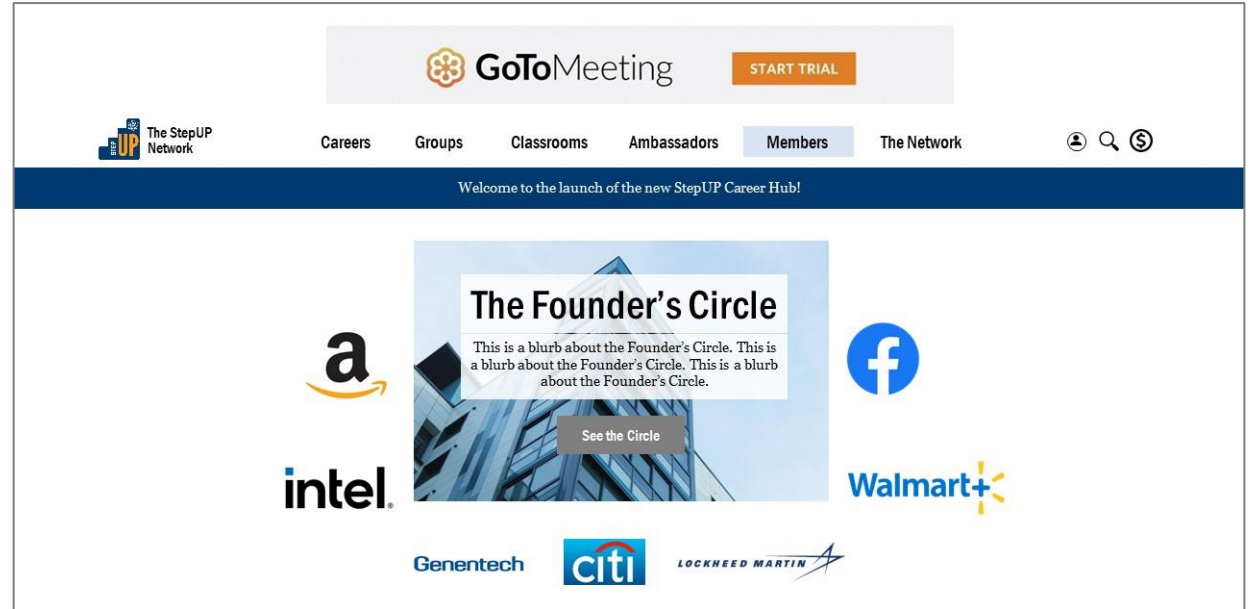 GoToMeeting
START TRIAL
STEP UP
The StepUP
Network
Careers
Groups
Classrooms
Ambassadors
Members
The Network
$
Welcome to the launch of the new StepUP Career Hub!
The Founder's Circle
This is a blurb about the Founder's Circle. This is
a blurb about the Founder's Circle. This is a blurb
about the Founder's Circle.
See the Circle
a
f
intel®
Walmart+
Genentech
citi
LOCKHEED MARTIN